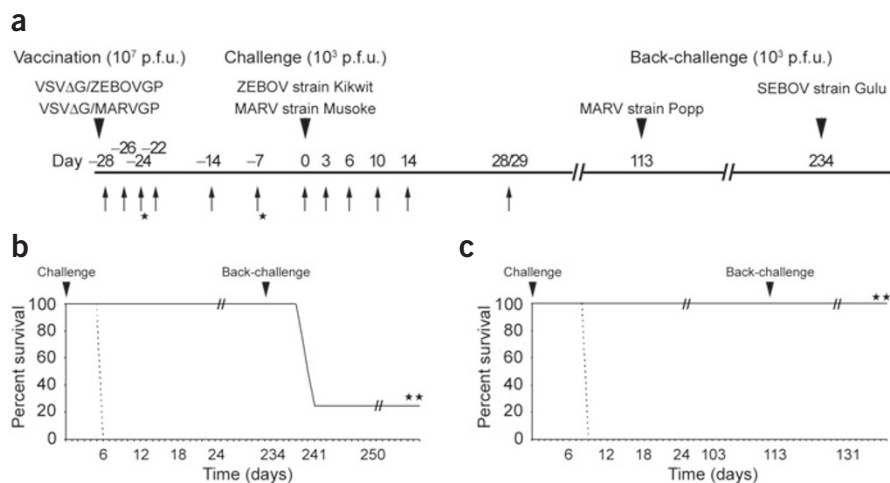 a
Vaccination (10⁷ p.f.u.) Challenge (10³ p.f.u.) Back-challenge (10³ p.f.u.)
VSVΔG/ZEBOVGP ZEBOV strain Kikwit SEBOV strain Gulu
VSVΔG/MARVGP MARV strain Musoke MARV strain Popp
–26 –22
Day –28 –24 –14 –7 0 3 6 10 14 28/29 113 234
★ ★
b
Challenge Back-challenge
★★
100
80
60
40
20
0
Percent survival
6 12 18 24 234 241 250
Time (days)
c
Challenge Back-challenge
★★
100
80
60
40
20
0
Percent survival
6 12 18 24 103 113 131
Time (days)